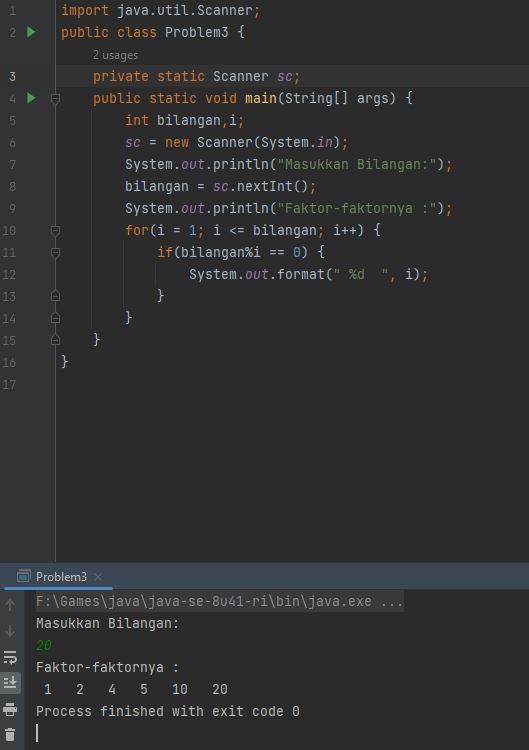 1 import java.util.Scanner;
2 public class Problem3 {
2 usages
3 private static Scanner sc;
4 public static void main(String[] args) {
5 int bilangan,i;
6 sc = new Scanner(System.in);
7 System.out.println("Masukkan Bilangan:");
8 bilangan = sc.nextInt();
9 System.out.println("Faktor-faktornya :");
10 for(i = 1; i <= bilangan; i++) {
11 if(bilangan%i == 0) {
12 System.out.format(" %d  ", i);
13 }
14 }
15 }
16 }
17
Problem3
F:\Games\java\java-se-8u41-ri\bin\java.exe ...
Masukkan Bilangan:
20
Faktor-faktornya :
1   2   4   5   10   20
Process finished with exit code 0